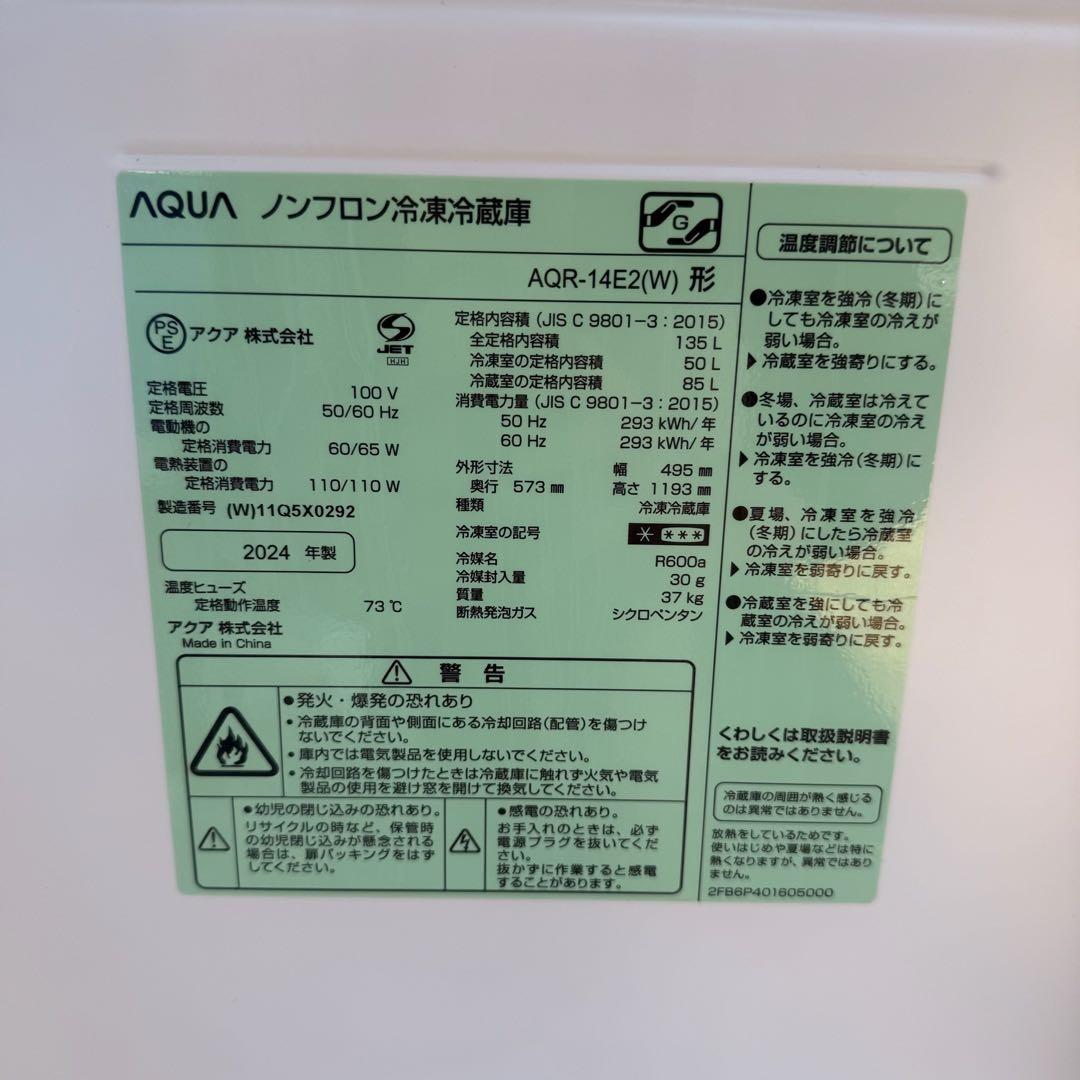 AQUA ノンフロン冷凍冷蔵庫
G
AQR-14E2(W) 形
PSE アクア 株式会社
JET
HJH
定格電圧 100 V
定格周波数 50/60 Hz
電動機の
定格消費電力 60/65 W
電熱装置の
定格消費電力 110/110 W
製造番号 (W)11Q5X0292
2024 年製
温度ヒューズ
定格動作温度 73 ℃
アクア 株式会社
Made in China
定格内容積 (JIS C 9801-3 : 2015)
全定格内容積 135 L
冷凍室の定格内容積 50 L
冷蔵室の定格内容積 85 L
消費電力量 (JIS C 9801-3 : 2015)
50 Hz 293 kWh/年
60 Hz 293 kWh/年
外形寸法 幅 495 ㎜
奥行 573 ㎜ 高さ 1193 ㎜
種類 冷凍冷蔵庫
冷凍室の記号 * ***
冷媒名 R600a
冷媒封入量 30 g
質量 37 kg
断熱発泡ガス シクロペンタン
警告
●発火・爆発の恐れあり
・冷蔵庫の背面や側面にある冷却回路(配管)を傷つけ
ないでください。
・庫内では電気製品を使用しないでください。
・冷却回路を傷つけたときは冷蔵庫に触れず火気や電気
製品の使用を避け窓を開けて換気してください。
●幼児の閉じ込みの恐れあり。
リサイクルの時など、保管時
の幼児閉じ込みが懸念される
場合は、扉パッキングをはず
してください。
●感電の恐れあり。
お手入れのときは、必ず
電源プラグを抜いてくだ
さい。
抜かずに作業すると感電
することがあります。
温度調節について
●冷凍室を強冷(冬期)に
しても冷凍室の冷えが
弱い場合。
▶冷蔵室を強寄りにする。
●冬場、冷蔵室は冷えて
いるのに冷凍室の冷え
が弱い場合。
▶冷凍室を強冷(冬期)に
する。
●夏場、冷凍室を強冷
(冬期)にしたら冷蔵室
の冷えが弱い場合。
▶冷凍室を弱寄りに戻す。
●冷蔵室を強にしても冷
蔵室の冷えが弱い場合。
▶冷凍室を弱寄りに戻す。
くわしくは取扱説明書
をお読みください。
冷蔵庫の周囲が熱く感じる
のは異常ではありません。
放熱をしているためです。
使いはじめや夏場などは特に
熱くなりますが、異常ではあり
ません。
2FB6P401605000